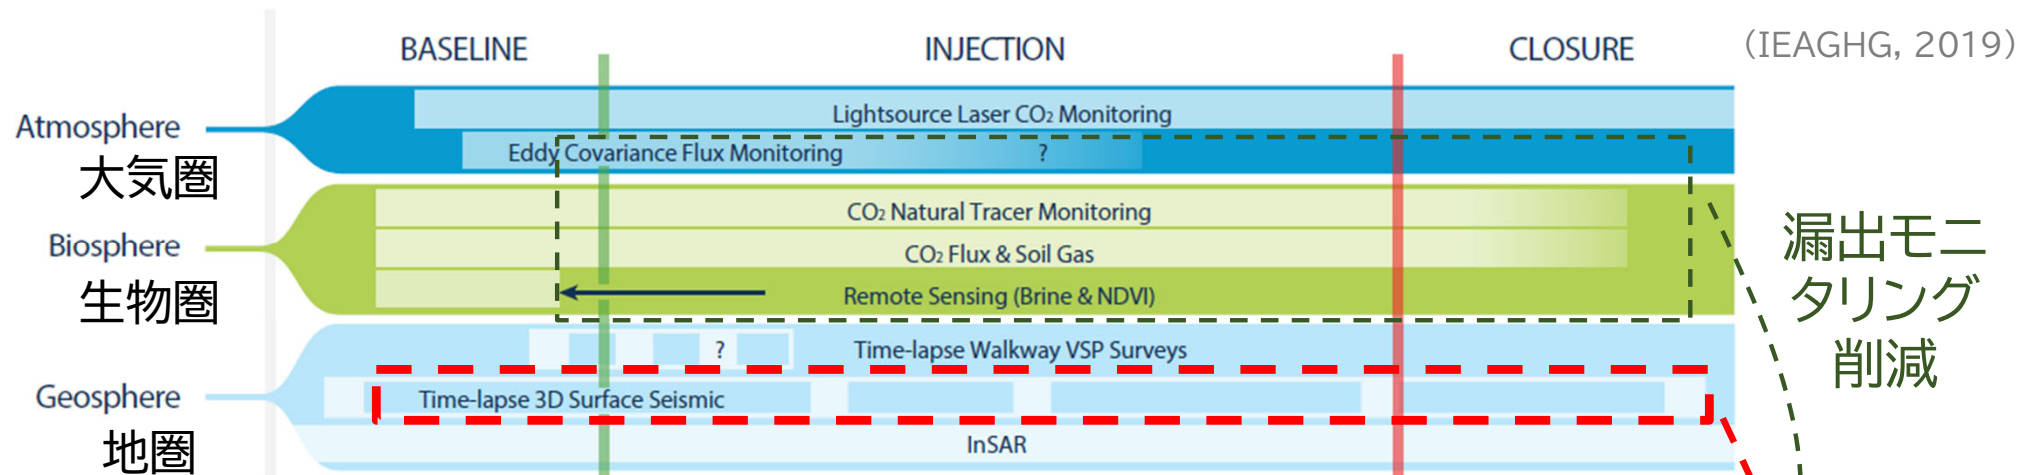 BASELINE
INJECTION
CLOSURE
(IEAGHG, 2019)
Lightsource Laser CO2 Monitoring
Atmosphere
大気圏
Eddy Covariance Flux Monitoring
?
CO2 Natural Tracer Monitoring
Biosphere
生物圏
CO2 Flux & Soil Gas
Remote Sensing (Brine & NDVI)
漏出モニ
タリング
削減
?
Time-lapse Walkway VSP Surveys
Geosphere
地圏
Time-lapse 3D Surface Seismic
InSAR